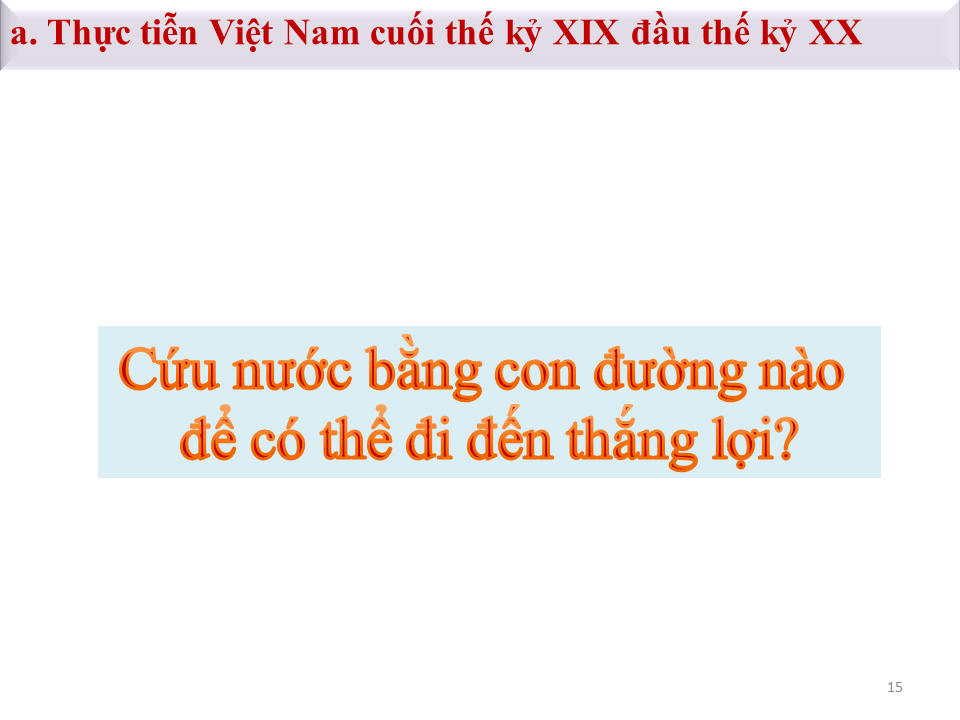 a. Thực tiễn Việt Nam cuối thế kỷ XIX đầu thế kỷ XX
Cứu nước bằng con đường nào
để có thể đi đến thắng lợi?
15